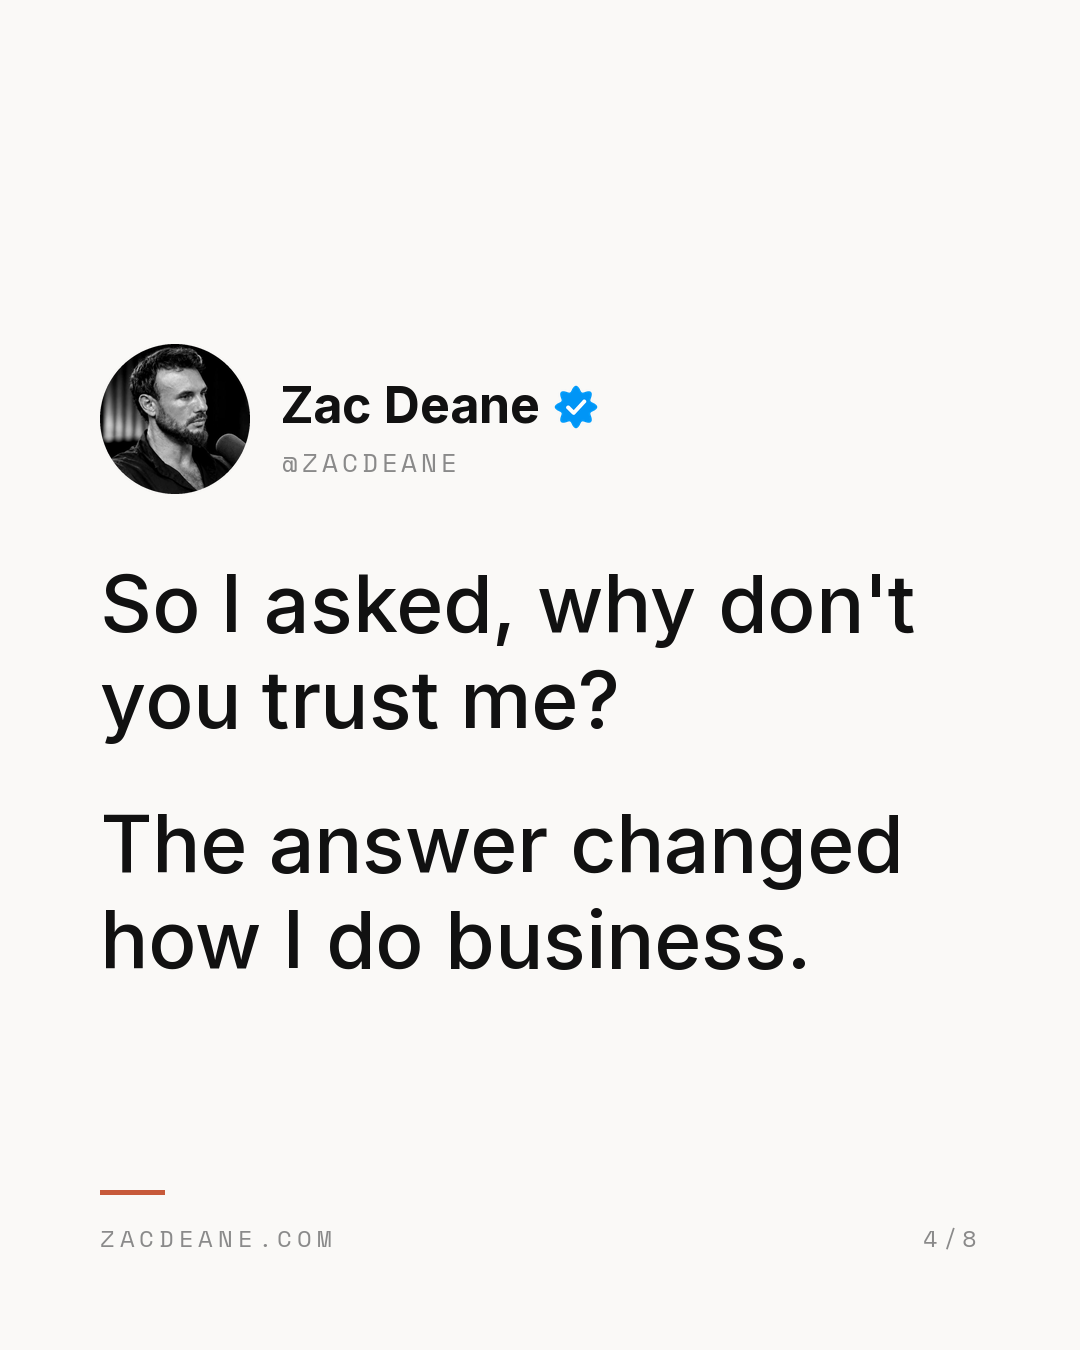 Zac Deane
@ZACDEANE
So I asked, why don't
you trust me?
The answer changed
how I do business.
ZACDEANE.COM
4/8